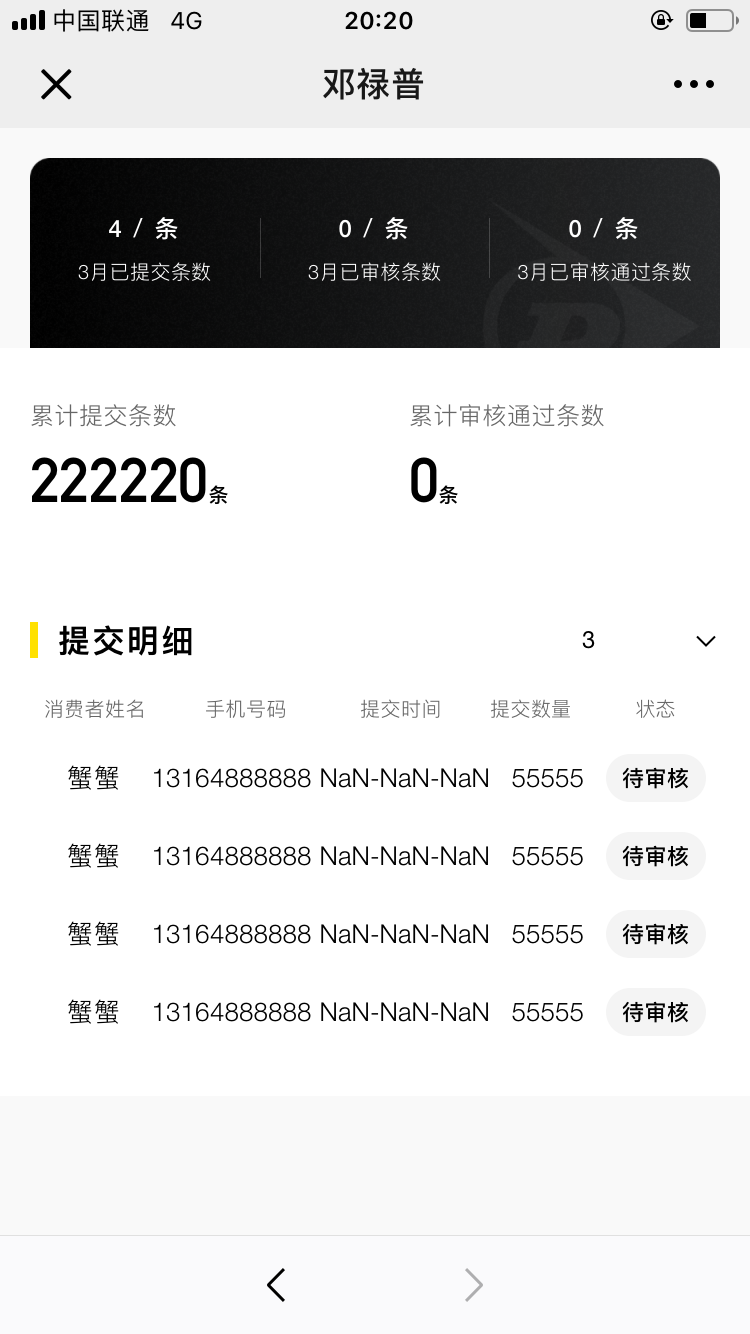 中国联通 4G 20:20
邓禄普
4 / 条 0 / 条 0 / 条
3月已提交条数 3月已审核条数 3月已审核通过条数
累计提交条数 累计审核通过条数
222220条 0条
提交明细 3
消费者姓名 手机号码 提交时间 提交数量 状态
蟹蟹 13164888888 NaN-NaN-NaN 55555 待审核
蟹蟹 13164888888 NaN-NaN-NaN 55555 待审核
蟹蟹 13164888888 NaN-NaN-NaN 55555 待审核
蟹蟹 13164888888 NaN-NaN-NaN 55555 待审核